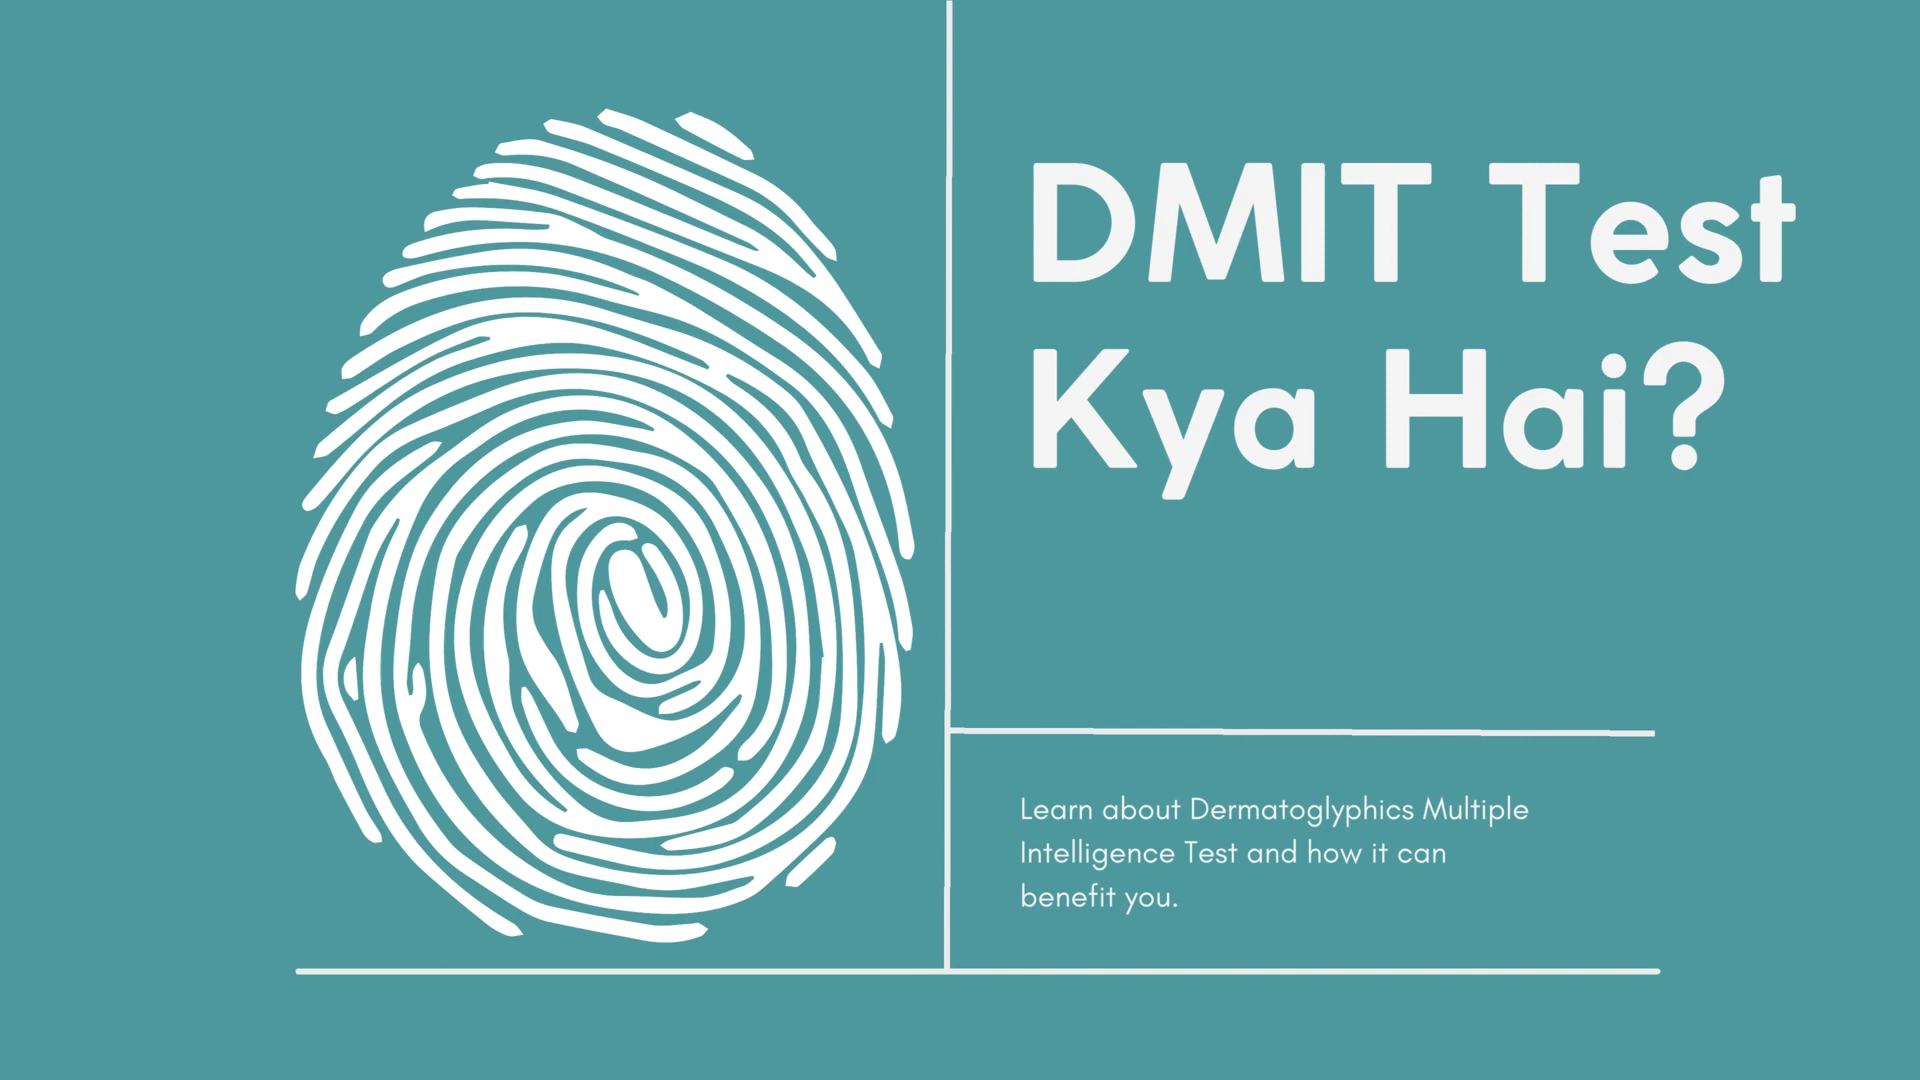 DMIT Test
Kya Hai?
Learn about Dermatoglyphics Multiple
Intelligence Test and how it can
benefit you.